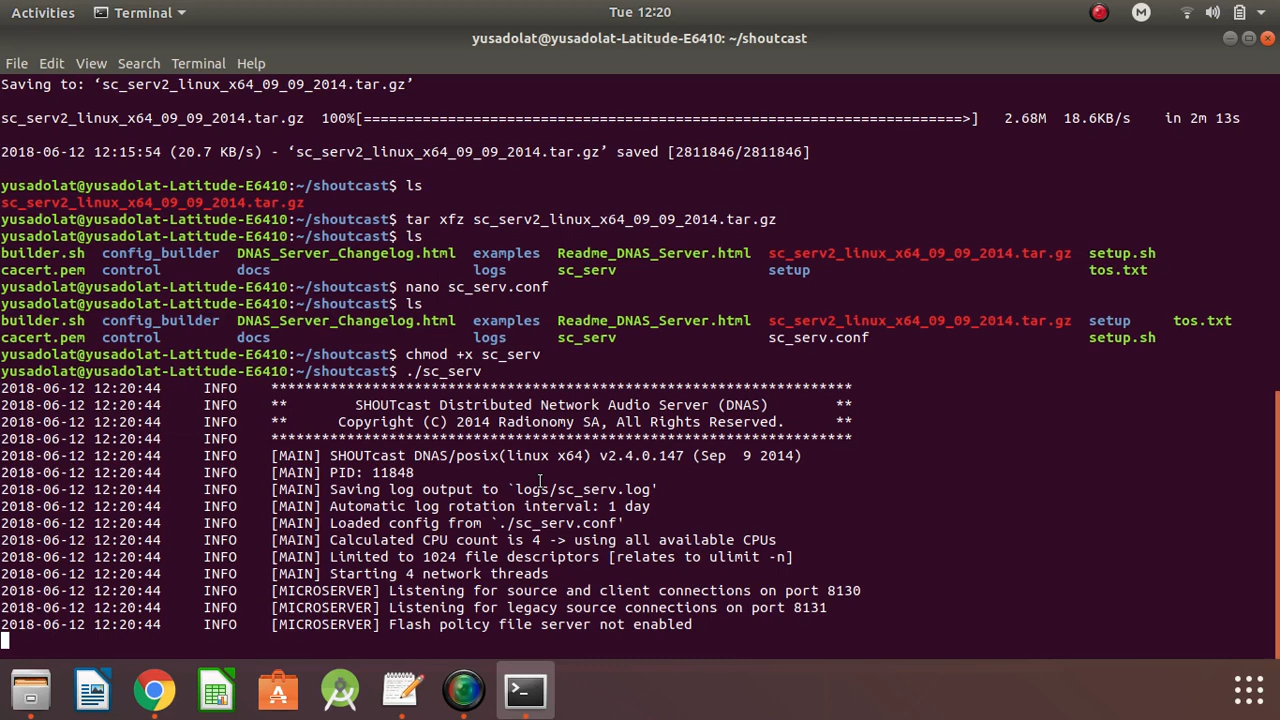 Activities Terminal Tue 12:20 M
yusadolat@yusadolat-Latitude-E6410: ~/shoutcast
File Edit View Search Terminal Help
Saving to: ‘sc_serv2_linux_x64_09_09_2014.tar.gz’
sc_serv2_linux_x64_09_09_2014.tar.gz 100%[=======================================================================>] 2.68M 18.6KB/s in 2m 13s
2018-06-12 12:15:54 (20.7 KB/s) - ‘sc_serv2_linux_x64_09_09_2014.tar.gz’ saved [2811846/2811846]
yusadolat@yusadolat-Latitude-E6410:~/shoutcast$ ls
sc_serv2_linux_x64_09_09_2014.tar.gz
yusadolat@yusadolat-Latitude-E6410:~/shoutcast$ tar xfz sc_serv2_linux_x64_09_09_2014.tar.gz
yusadolat@yusadolat-Latitude-E6410:~/shoutcast$ ls
builder.sh config_builder DNAS_Server_Changelog.html examples Readme_DNAS_Server.html sc_serv2_linux_x64_09_09_2014.tar.gz setup.sh
cacert.pem control docs logs sc_serv setup tos.txt
yusadolat@yusadolat-Latitude-E6410:~/shoutcast$ nano sc_serv.conf
yusadolat@yusadolat-Latitude-E6410:~/shoutcast$ ls
builder.sh config_builder DNAS_Server_Changelog.html examples Readme_DNAS_Server.html sc_serv2_linux_x64_09_09_2014.tar.gz setup tos.txt
cacert.pem control docs logs sc_serv sc_serv.conf setup.sh
yusadolat@yusadolat-Latitude-E6410:~/shoutcast$ chmod +x sc_serv
yusadolat@yusadolat-Latitude-E6410:~/shoutcast$ ./sc_serv
2018-06-12 12:20:44 INFO *********************************************************************
2018-06-12 12:20:44 INFO ** SHOUTcast Distributed Network Audio Server (DNAS) **
2018-06-12 12:20:44 INFO ** Copyright (C) 2014 Radionomy SA, All Rights Reserved. **
2018-06-12 12:20:44 INFO *********************************************************************
2018-06-12 12:20:44 INFO [MAIN] SHOUTcast DNAS/posix(linux x64) v2.4.0.147 (Sep 9 2014)
2018-06-12 12:20:44 INFO [MAIN] PID: 11848
2018-06-12 12:20:44 INFO [MAIN] Saving log output to `logs/sc_serv.log'
2018-06-12 12:20:44 INFO [MAIN] Automatic log rotation interval: 1 day
2018-06-12 12:20:44 INFO [MAIN] Loaded config from `./sc_serv.conf'
2018-06-12 12:20:44 INFO [MAIN] Calculated CPU count is 4 -> using all available CPUs
2018-06-12 12:20:44 INFO [MAIN] Limited to 1024 file descriptors [relates to ulimit -n]
2018-06-12 12:20:44 INFO [MAIN] Starting 4 network threads
2018-06-12 12:20:44 INFO [MICROSERVER] Listening for source and client connections on port 8130
2018-06-12 12:20:44 INFO [MICROSERVER] Listening for legacy source connections on port 8131
2018-06-12 12:20:44 INFO [MICROSERVER] Flash policy file server not enabled